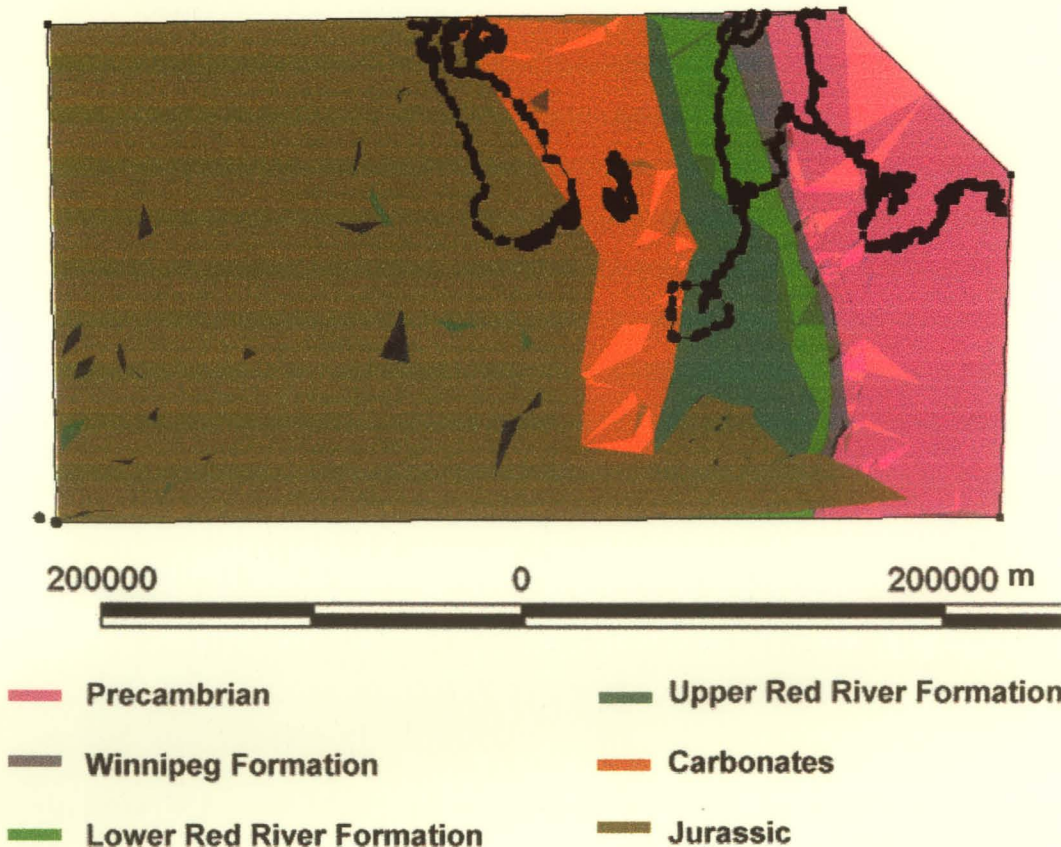 200000 0 200000 m
Precambrian
Winnipeg Formation
Lower Red River Formation
Upper Red River Formation
Carbonates
Jurassic